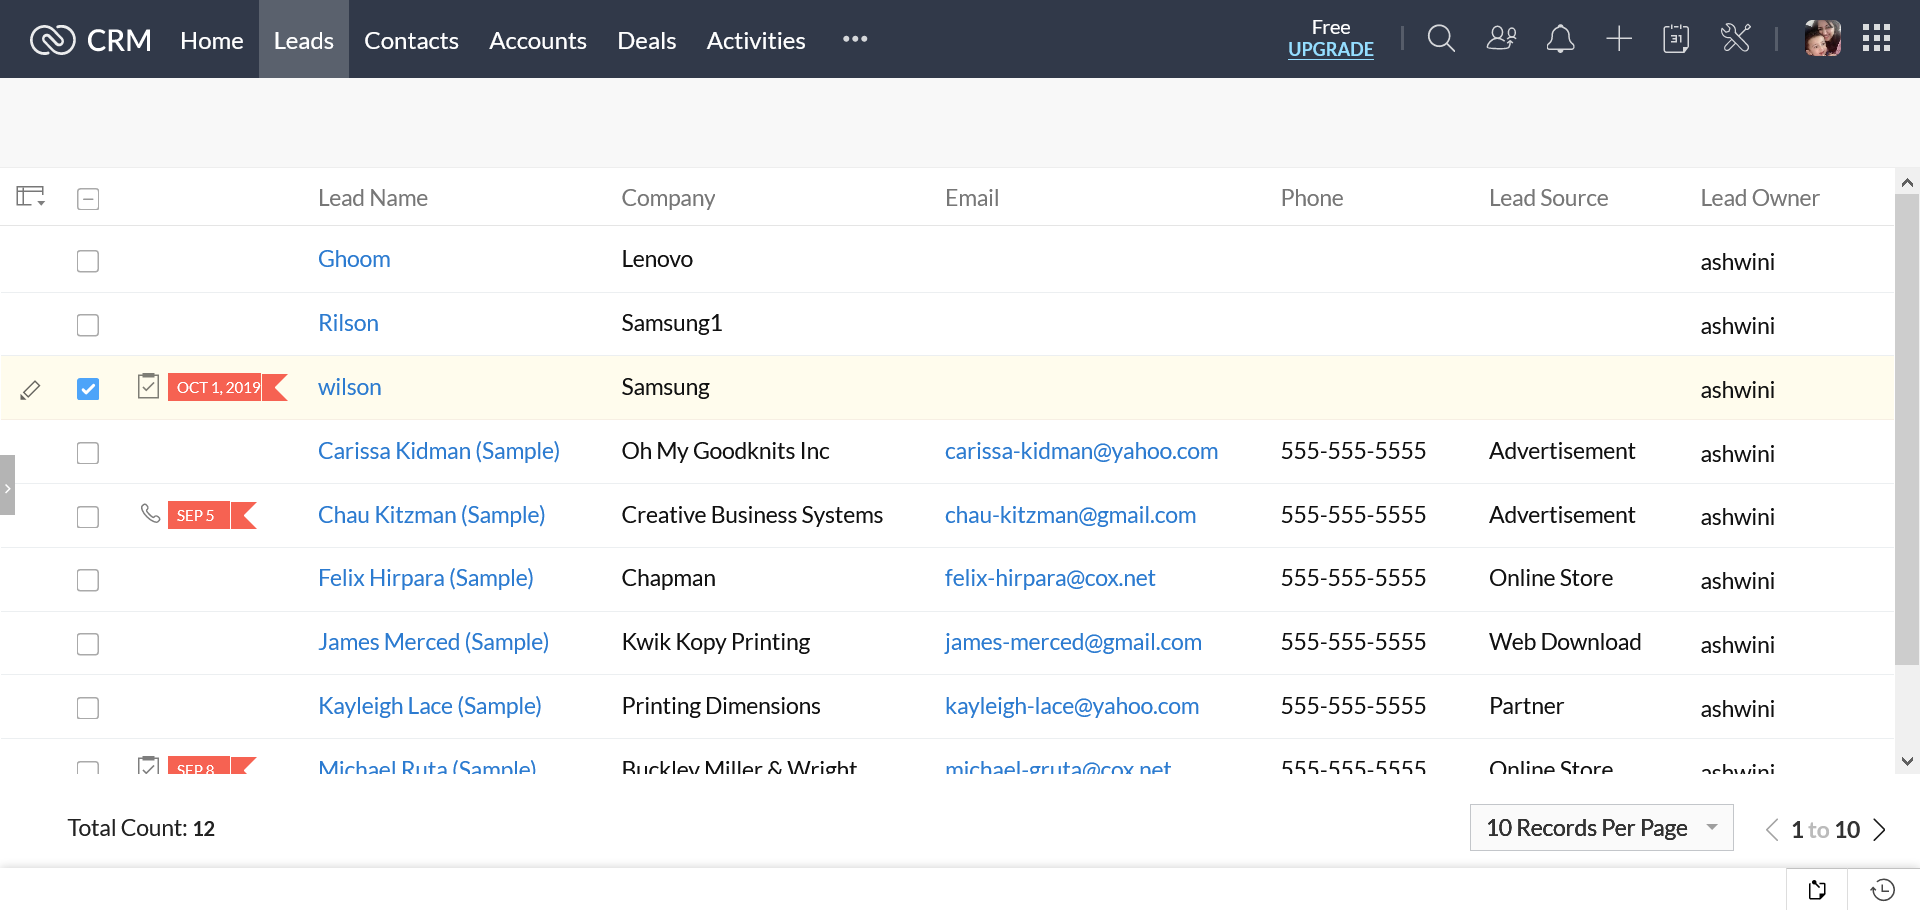 CRM Home Leads Contacts Accounts Deals Activities ••• Free
UPGRADE 31
Lead Name Company Email Phone Lead Source Lead Owner
Ghoom Lenovo ashwini
Rilson Samsung1 ashwini
OCT 1, 2019 wilson Samsung ashwini
Carissa Kidman (Sample) Oh My Goodknits Inc carissa-kidman@yahoo.com 555-555-5555 Advertisement ashwini
SEP 5 Chau Kitzman (Sample) Creative Business Systems chau-kitzman@gmail.com 555-555-5555 Advertisement ashwini
Felix Hirpara (Sample) Chapman felix-hirpara@cox.net 555-555-5555 Online Store ashwini
James Merced (Sample) Kwik Kopy Printing james-merced@gmail.com 555-555-5555 Web Download ashwini
Kayleigh Lace (Sample) Printing Dimensions kayleigh-lace@yahoo.com 555-555-5555 Partner ashwini
SEP 8 Michael Ruta (Sample) Buckley Miller & Wright michael-gruta@cox.net 555-555-5555 Online Store ashwini
Total Count: 12 10 Records Per Page 1 to 10